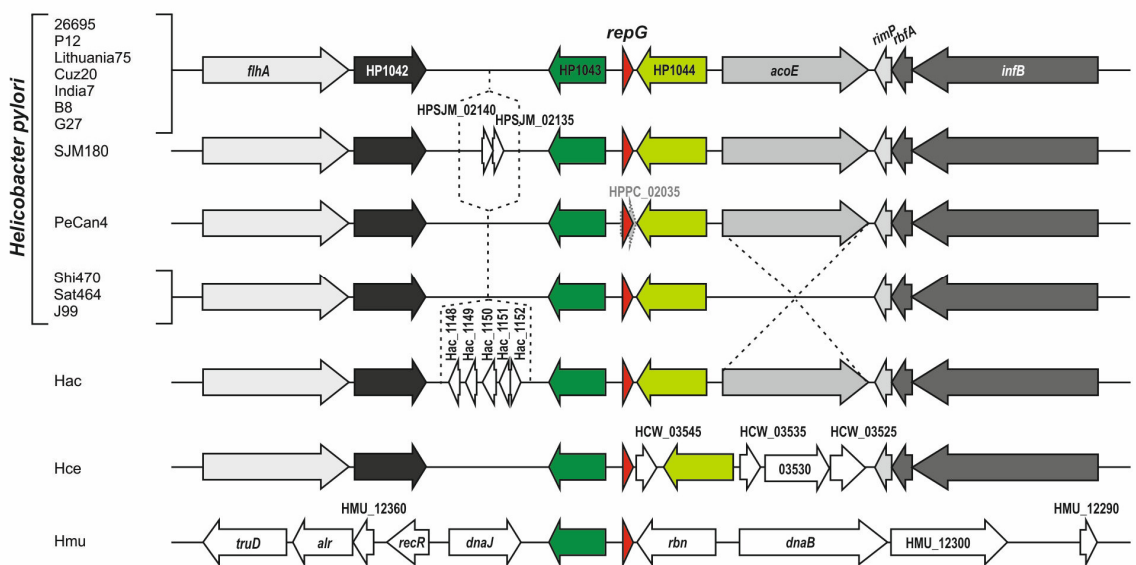 Helicobacter pylori
26695
P12
Lithuania75
Cuz20
India7
B8
G27
flhA
HP1042
HP1043
repG
HP1044
acoE
rimP
rbfA
infB
HPSJM_02140
HPSJM_02135
SJM180
HPPC_02035
PeCan4
Shi470
Sat464
J99
Hac_1148
Hac_1149
Hac_1150
Hac_1151
Hac_1152
Hac
HCW_03545
HCW_03535
HCW_03525
Hce
03530
HMU_12360
HMU_12290
Hmu
truD
alr
recR
dnaJ
rbn
dnaB
HMU_12300